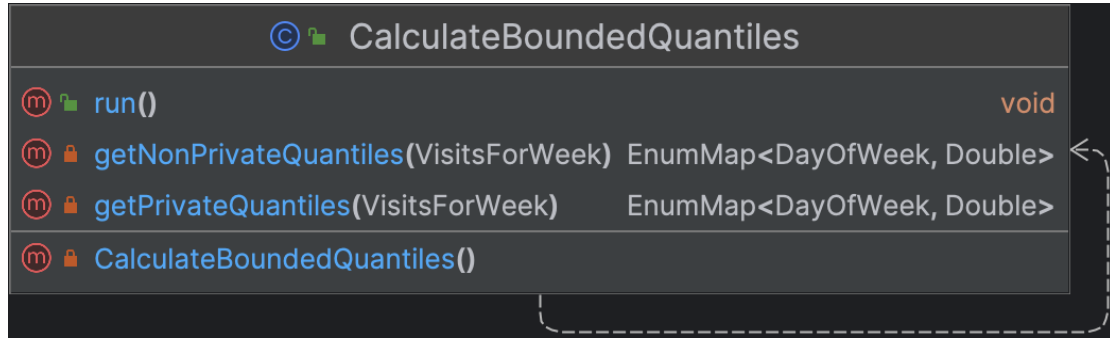 CalculateBoundedQuantiles
run() void
getNonPrivateQuantiles(VisitsForWeek) EnumMap<DayOfWeek, Double>
getPrivateQuantiles(VisitsForWeek) EnumMap<DayOfWeek, Double>
CalculateBoundedQuantiles()